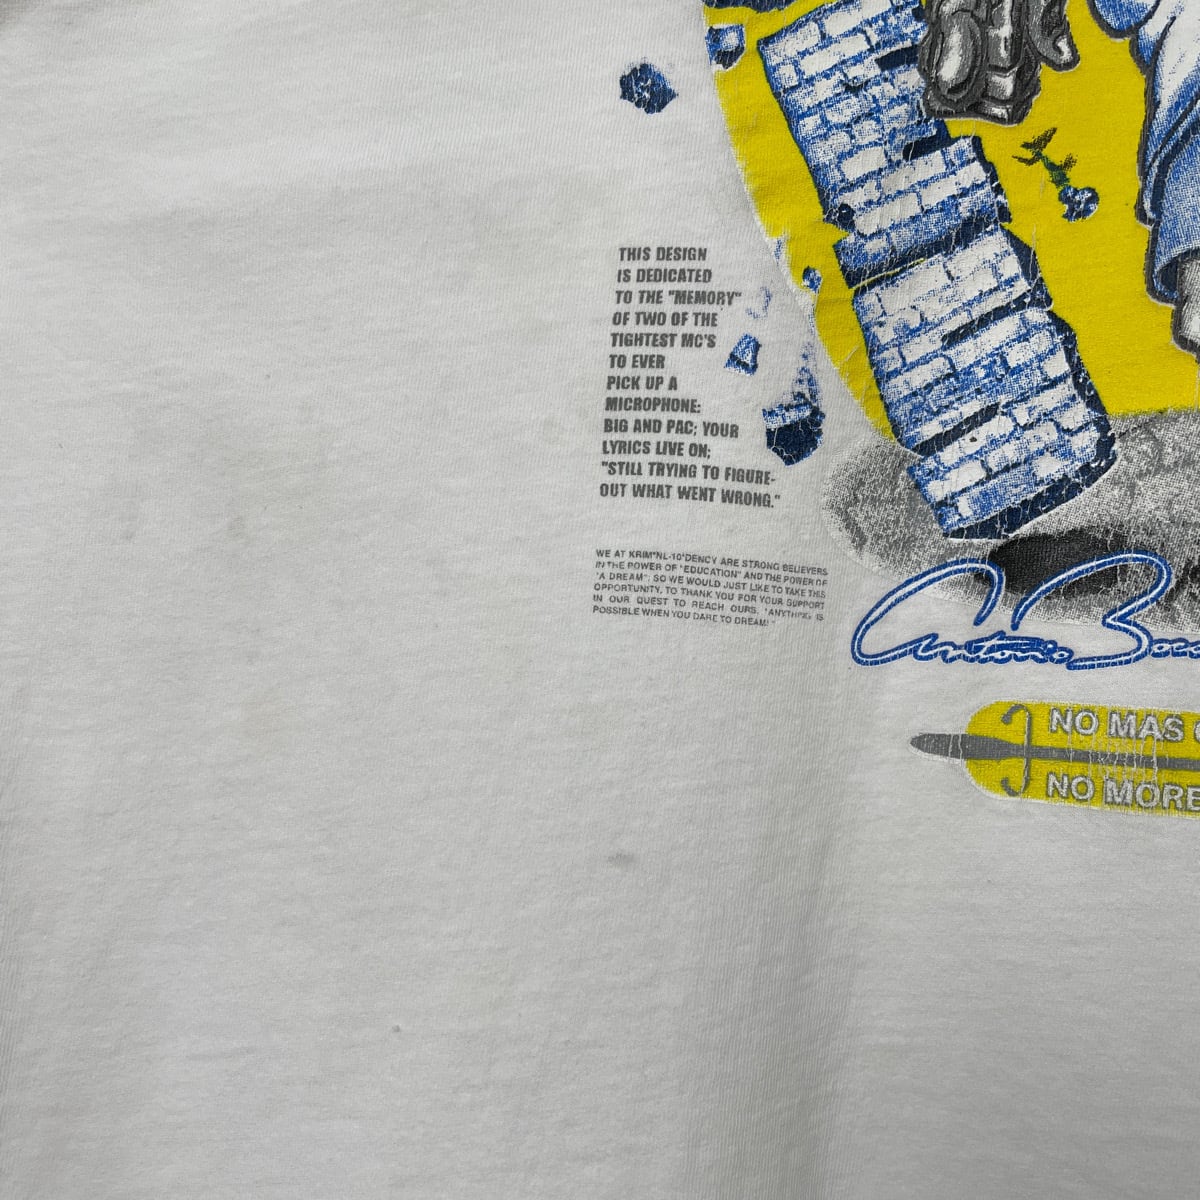 THIS DESIGN
IS DEDICATED
TO THE "MEMORY"
OF TWO OF THE
TIGHTEST MC'S
TO EVER
PICK UP A
MICROPHONE:
BIG AND PAC; YOUR
LYRICS LIVE ON;
"STILL TRYING TO FIGURE-
OUT WHAT WENT WRONG."
WE AT KRIM"NL-10"DENCY ARE STRONG BELIEVERS
IN THE POWER OF "EDUCATION" AND THE POWER OF
"A DREAM"; SO WE WOULD JUST LIKE TO TAKE THIS
OPPORTUNITY, TO THANK YOU FOR YOUR SUPPORT
IN OUR QUEST TO REACH OURS. "ANYTHING IS
POSSIBLE WHEN YOU DARE TO DREAM!"
Antonio
NO MAS
NO MORE